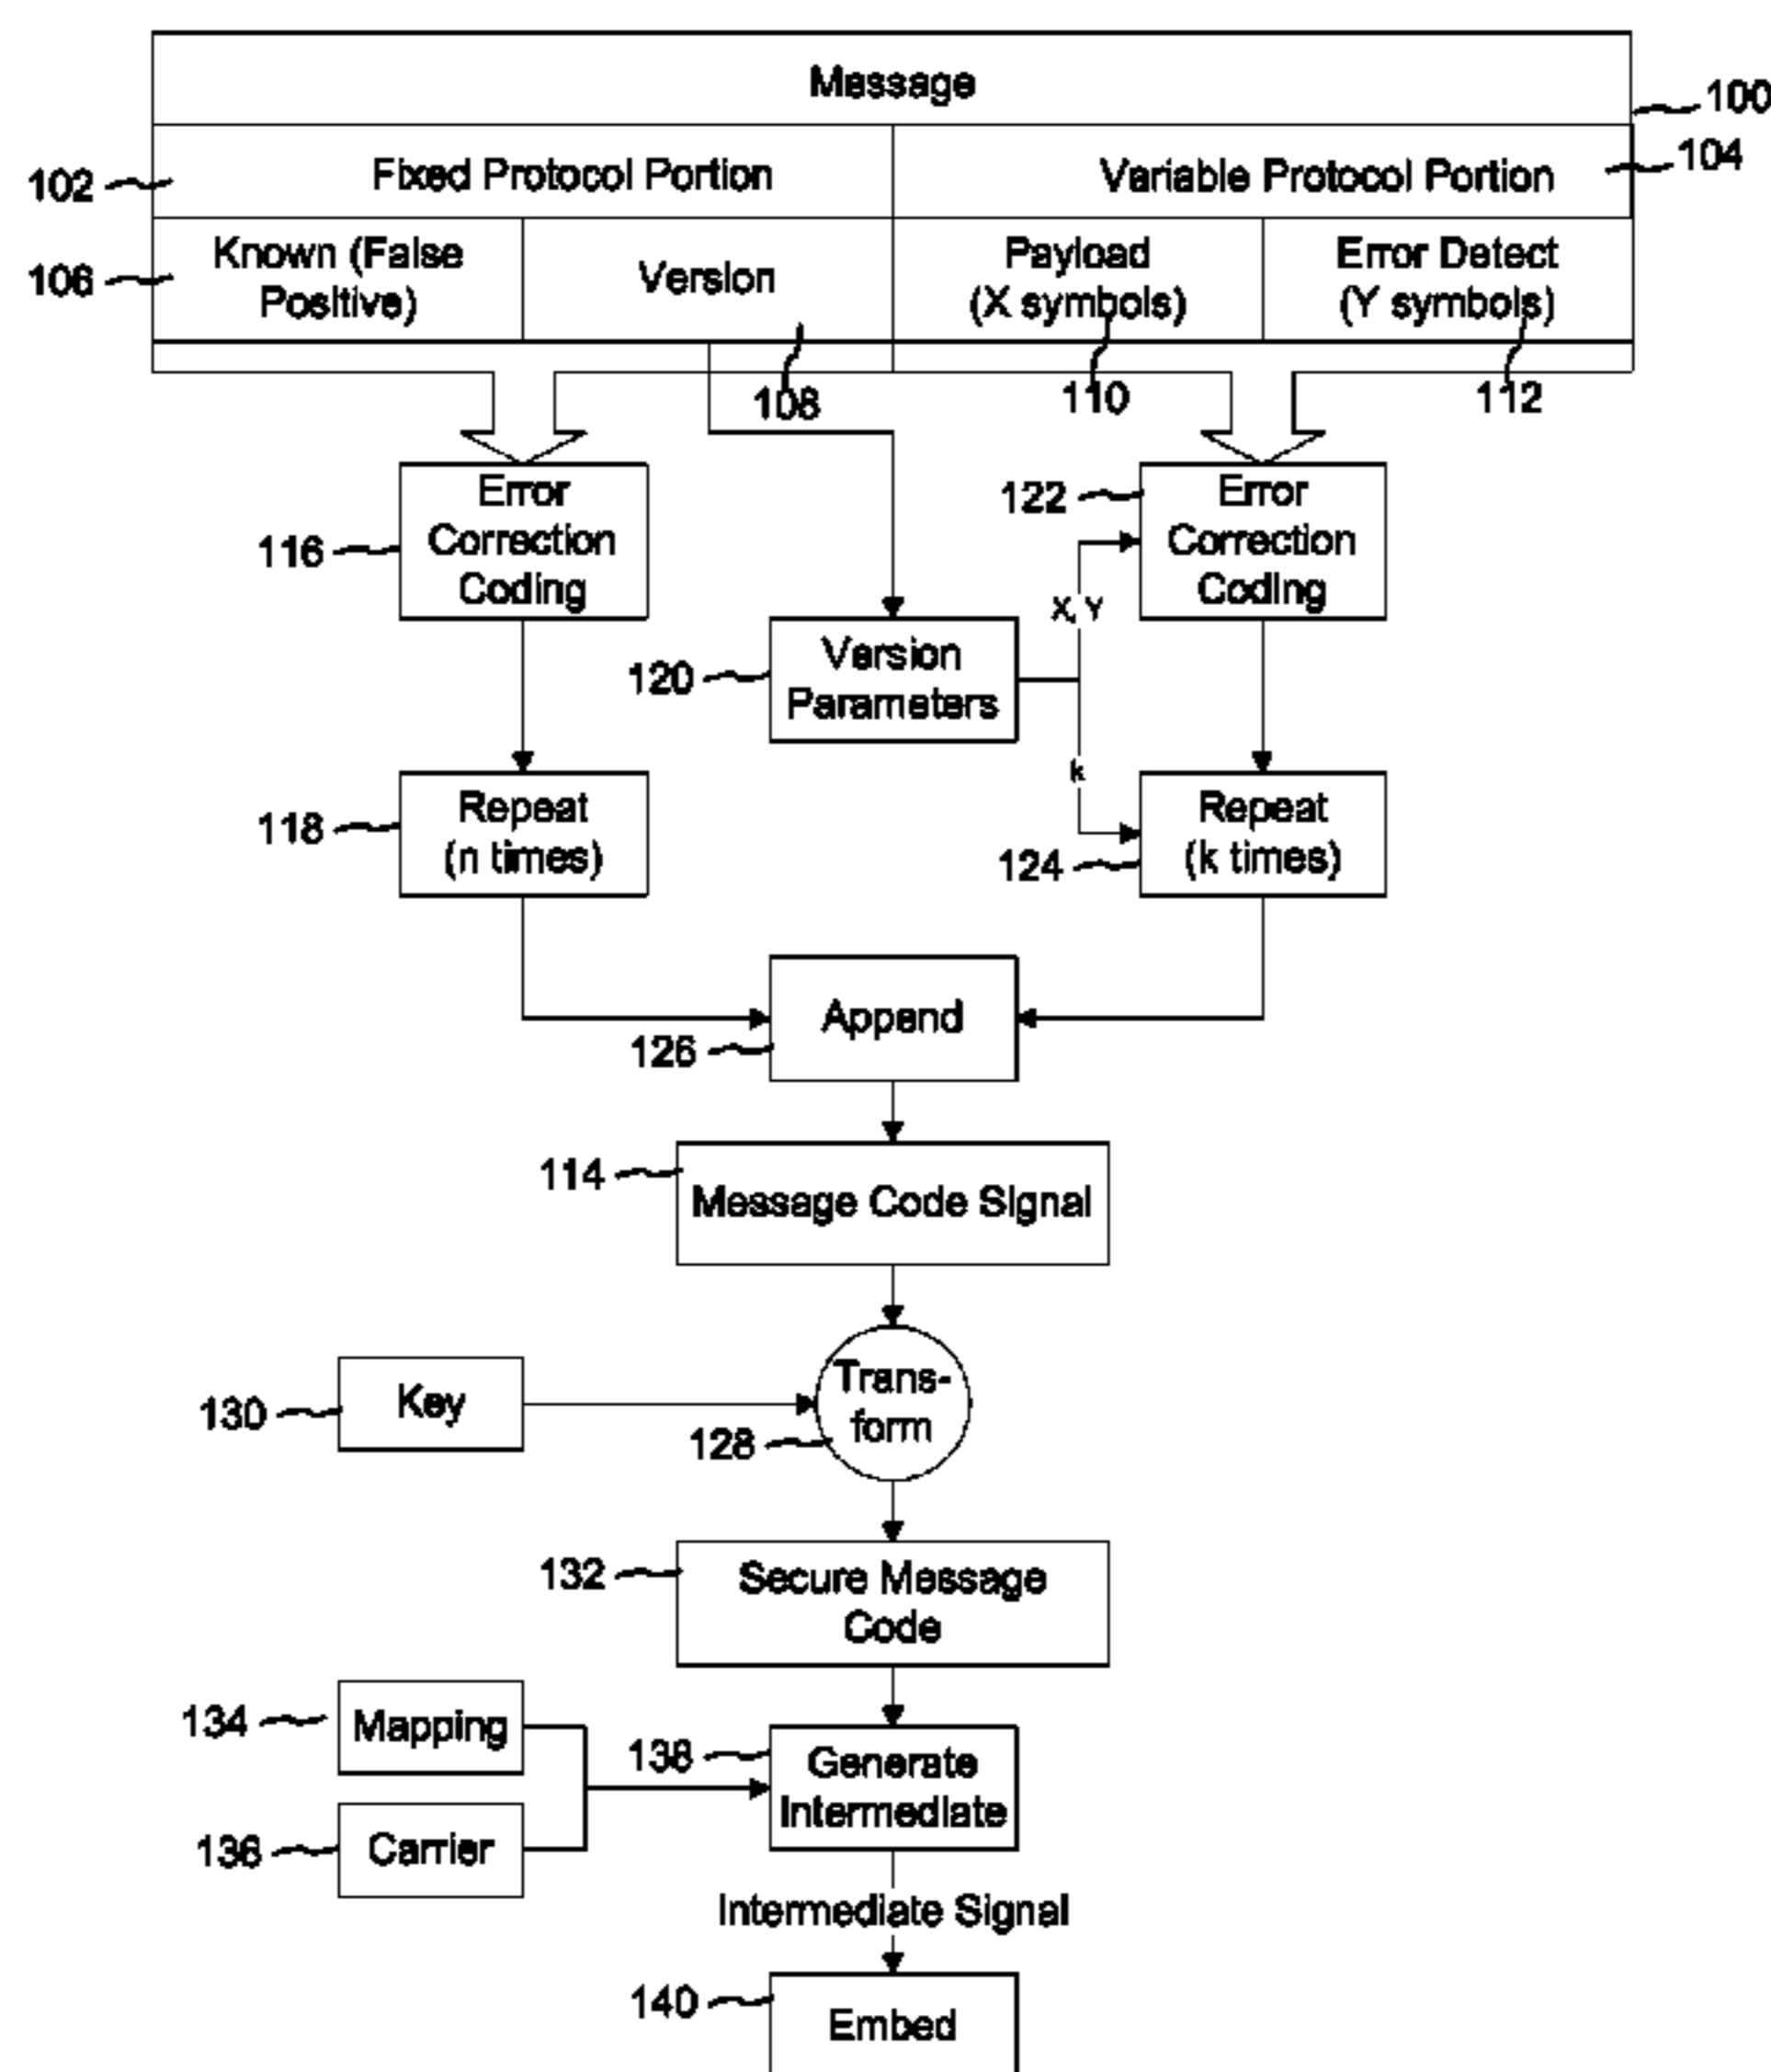 Message
100
102
Fixed Protocol Portion
Variable Protocol Portion
104
106
Known (False
Positive)
Version
Payload
(X symbols)
Error Detect
(Y symbols)
108
110
112
116
Error
Correction
Coding
122
Error
Correction
Coding
X, Y
120
Version
Parameters
k
118
Repeat
(n times)
124
Repeat
(k times)
Append
126
114
Message Code Signal
130
Key
Trans-
form
128
132
Secure Message
Code
134
Mapping
138
Generate
Intermediate
136
Carrier
Intermediate Signal
140
Embed